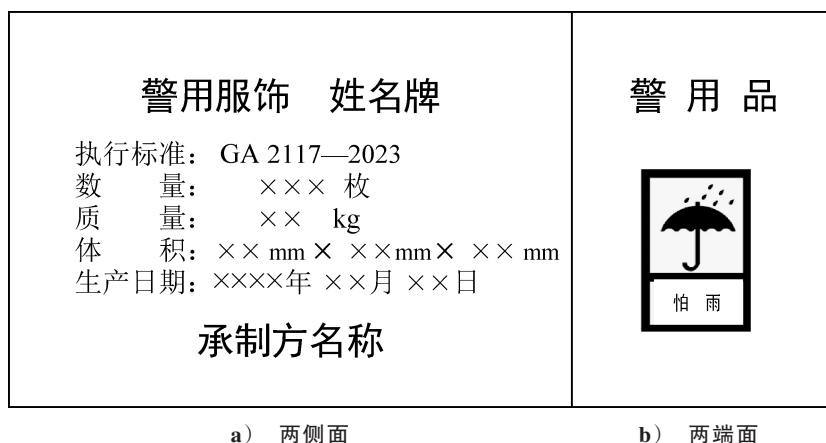 警用服饰 姓名牌
执行标准： GA 2117—2023
数 量： ××× 枚
质 量： ×× kg
体 积： ×× mm× ××mm× ×× mm
生产日期：××××年 ××月 ××日
承制方名称
a） 两侧面
警 用 品
怕 雨
b） 两端面